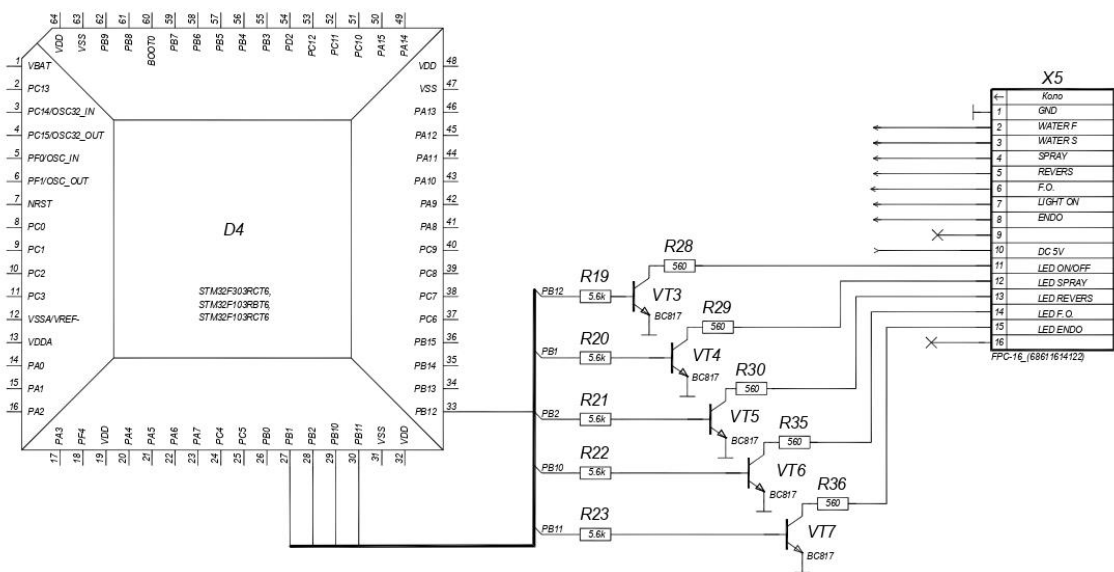 64 63 62 61 60 59 58 57 56 55 54 53 52 51 50 49
VDD VSS PB9 PB8 BOOT0 PB7 PB6 PB5 PB4 PB3 PD2 PC12 PC11 PC10 PA15 PA14
1 VBAT
2 PC13
3 PC14/OSC32_IN
4 PC15/OSC32_OUT
5 PF0/OSC_IN
6 PF1/OSC_OUT
7 NRST
8 PC0
9 PC1
10 PC2
11 PC3
12 VSSA/VREF-
13 VDDA
14 PA0
15 PA1
16 PA2
D4
STM32F303RCT6,
STM32F103RBT6,
STM32F103RCT6
VDD 48
VSS 47
PA13 46
PA12 45
PA11 44
PA10 43
PA9 42
PA8 41
PC9 40
PC8 39
PC7 38
PC6 37
PB15 36
PB14 35
PB13 34
PB12 33
PA3 PF4 VDD PA4 PA5 PA6 PA7 PC4 PC5 PB0 PB1 PB2 PB10 PB11 VSS VDD
17 18 19 20 21 22 23 24 25 26 27 28 29 30 31 32
PB12
R19
5.6k
VT3
BC817
R28
560
PB1
R20
5.6k
VT4
BC817
R29
560
PB2
R21
5.6k
VT5
BC817
R30
560
PB10
R22
5.6k
VT6
BC817
R35
560
PB11
R23
5.6k
VT7
BC817
R36
560
X5
← Коло
1 GND
2 WATER F
3 WATER S
4 SPRAY
5 REVERS
6 F.O.
7 LIGHT ON
8 ENDO
9
10 DC 5V
11 LED ON/OFF
12 LED SPRAY
13 LED REVERS
14 LED F.O.
15 LED ENDO
16
FPC-16_(68611614122)